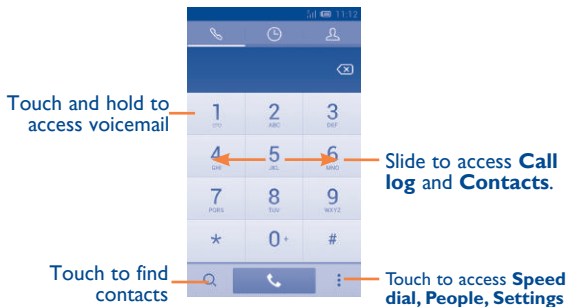 11:12
Touch and hold to
access voicemail
1 2 3
ABC DEF
4 5 6
GHI JKL MNO
Slide to access Call
log and Contacts.
7 8 9
PQRS TUV WXYZ
* 0 + #
Touch to find
contacts
Touch to access Speed
dial, People, Settings